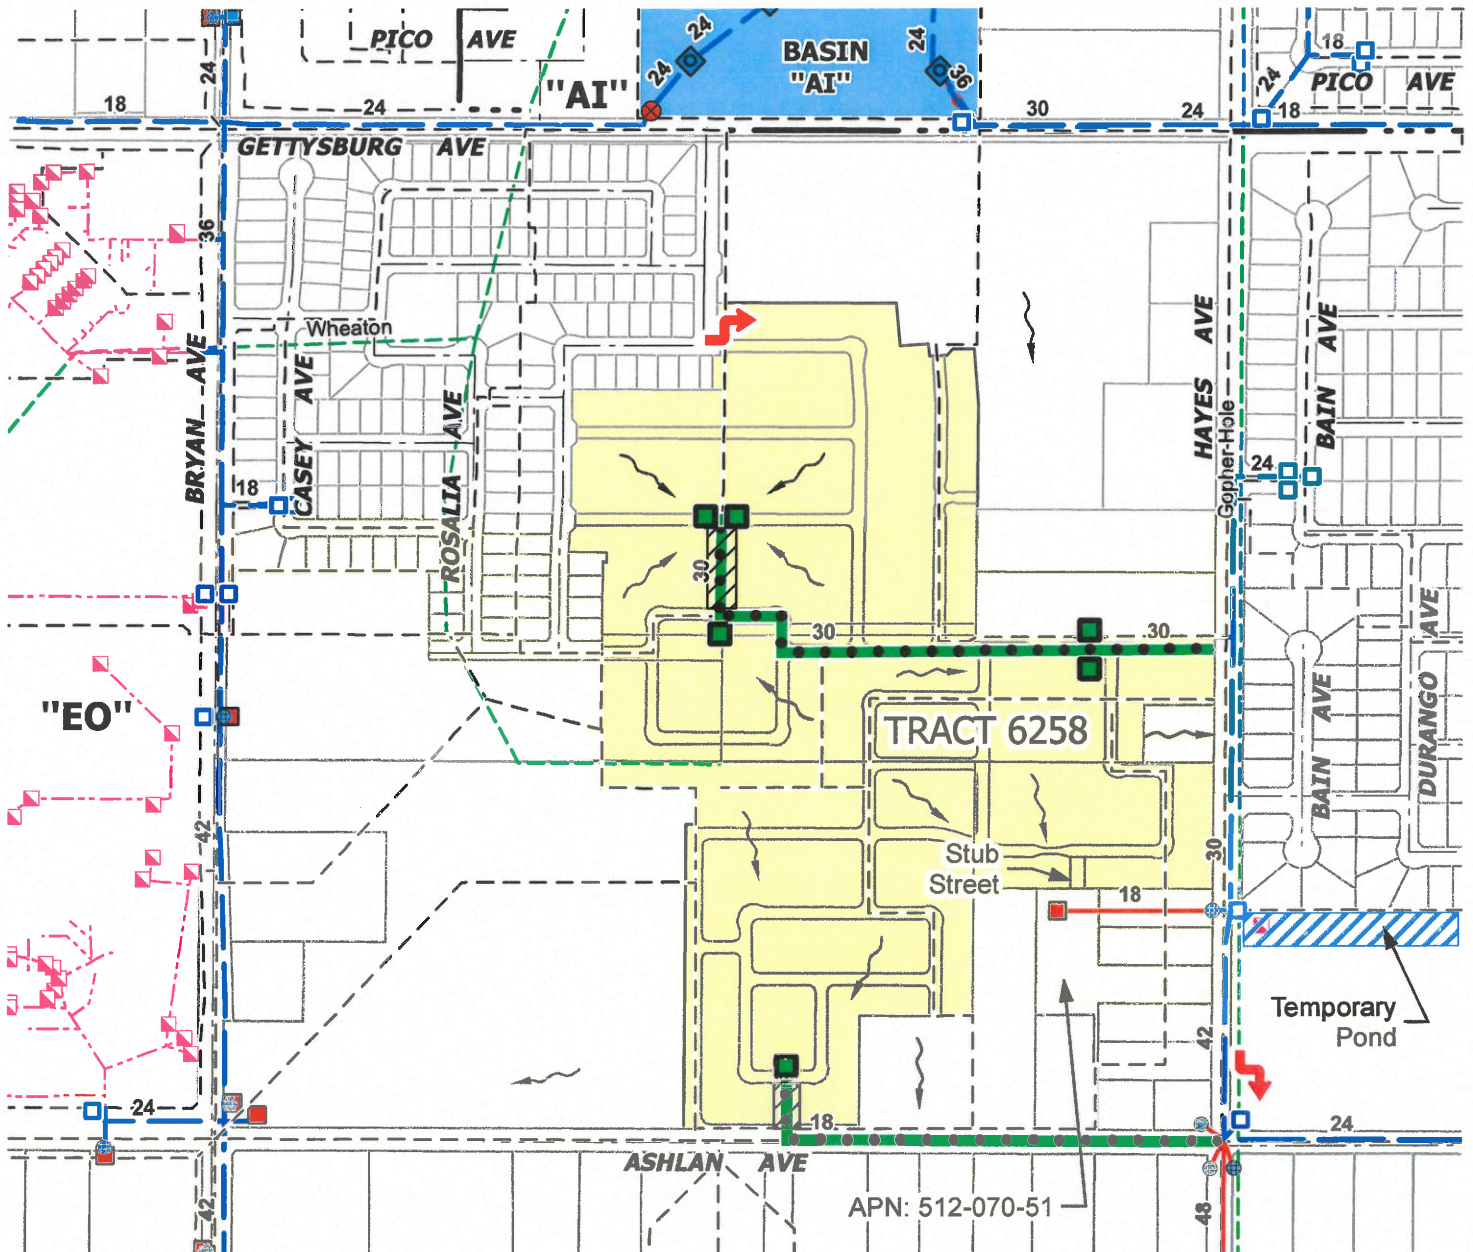 PICO AVE
24
24
24
36
BASIN
"AI"
18
24
PICO AVE
18
"AI"
24
18
24
30
24
GETTYSBURG AVE
36
Wheaton
BRYAN AVE
CASEY AVE
ROSALIA AVE
HAYES AVE
BAIN AVE
Gopher-Hole
18
24
30
30
30
"EO"
TRACT 6258
BAIN AVE
DURANGO AVE
42
30
Stub
Street
18
Temporary
Pond
42
24
18
24
ASHLAN AVE
APN: 512-070-51
42
48